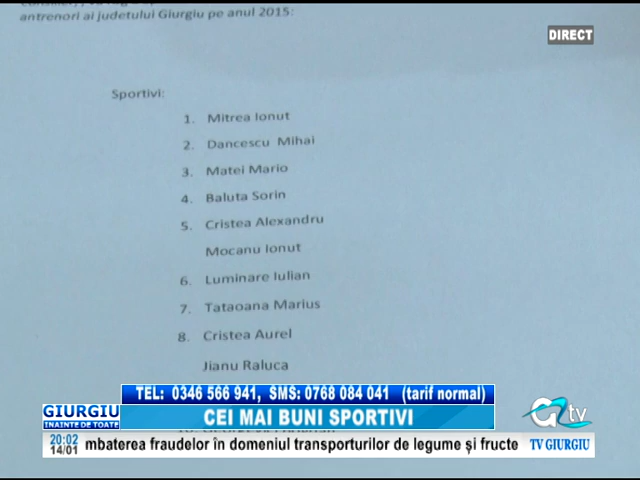 antrenori ai judetului Giurgiu pe anul 2015:
DIRECT
Sportivi:
1. Mitrea Ionut
2. Dancescu Mihai
3. Matei Mario
4. Baluta Sorin
5. Cristea Alexandru
Mocanu Ionut
6. Luminare Iulian
7. Tataoana Marius
8. Cristea Aurel
Jianu Raluca
TEL: 0346 566 941, SMS: 0768 084 041 (tarif normal)
GIURGIU
INAINTE DE TOATE
CEI MAI BUNI SPORTIVI
G2tv
20:02
14/01
mbaterea fraudelor în domeniul transporturilor de legume și fructe
TV GIURGIU